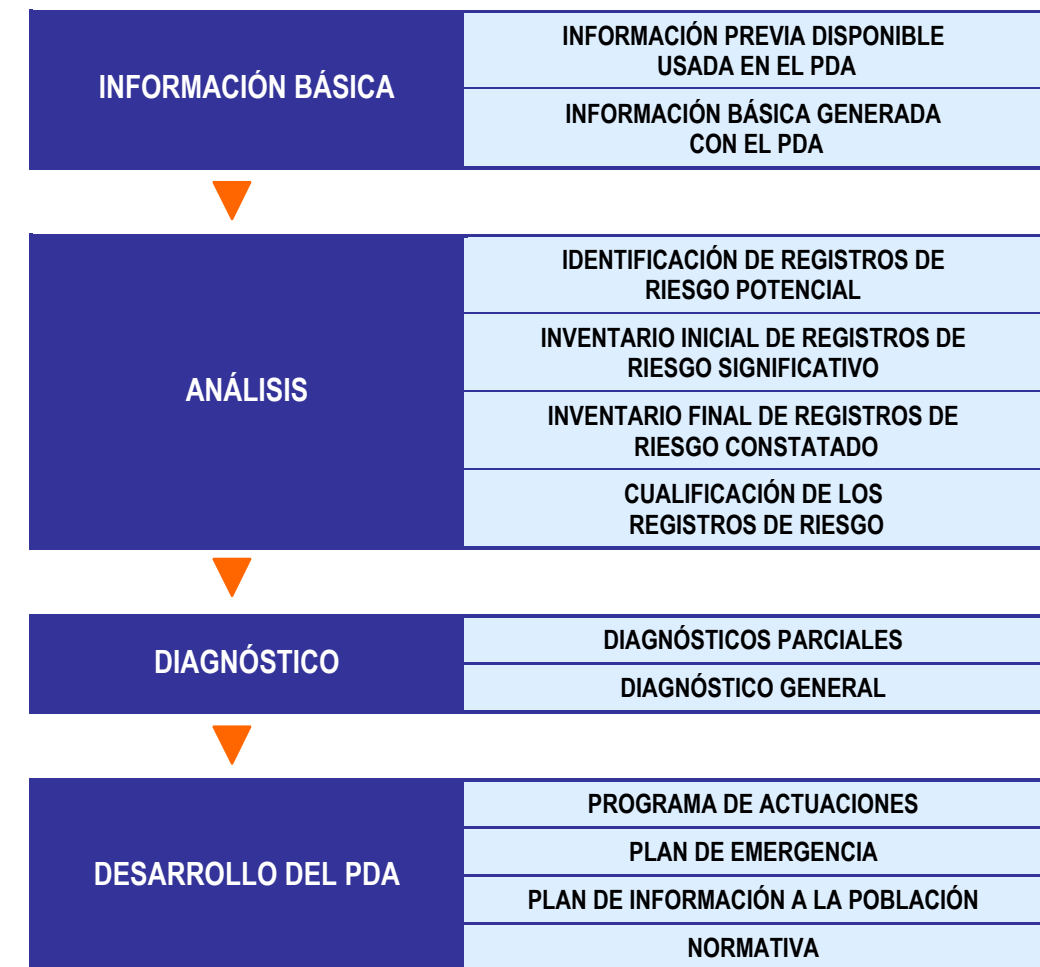 INFORMACIÓN BÁSICA
INFORMACIÓN PREVIA DISPONIBLE
USADA EN EL PDA
INFORMACIÓN BÁSICA GENERADA
CON EL PDA
ANÁLISIS
IDENTIFICACIÓN DE REGISTROS DE
RIESGO POTENCIAL
INVENTARIO INICIAL DE REGISTROS DE
RIESGO SIGNIFICATIVO
INVENTARIO FINAL DE REGISTROS DE
RIESGO CONSTATADO
CUALIFICACIÓN DE LOS
REGISTROS DE RIESGO
DIAGNÓSTICO
DIAGNÓSTICOS PARCIALES
DIAGNÓSTICO GENERAL
DESARROLLO DEL PDA
PROGRAMA DE ACTUACIONES
PLAN DE EMERGENCIA
PLAN DE INFORMACIÓN A LA POBLACIÓN
NORMATIVA